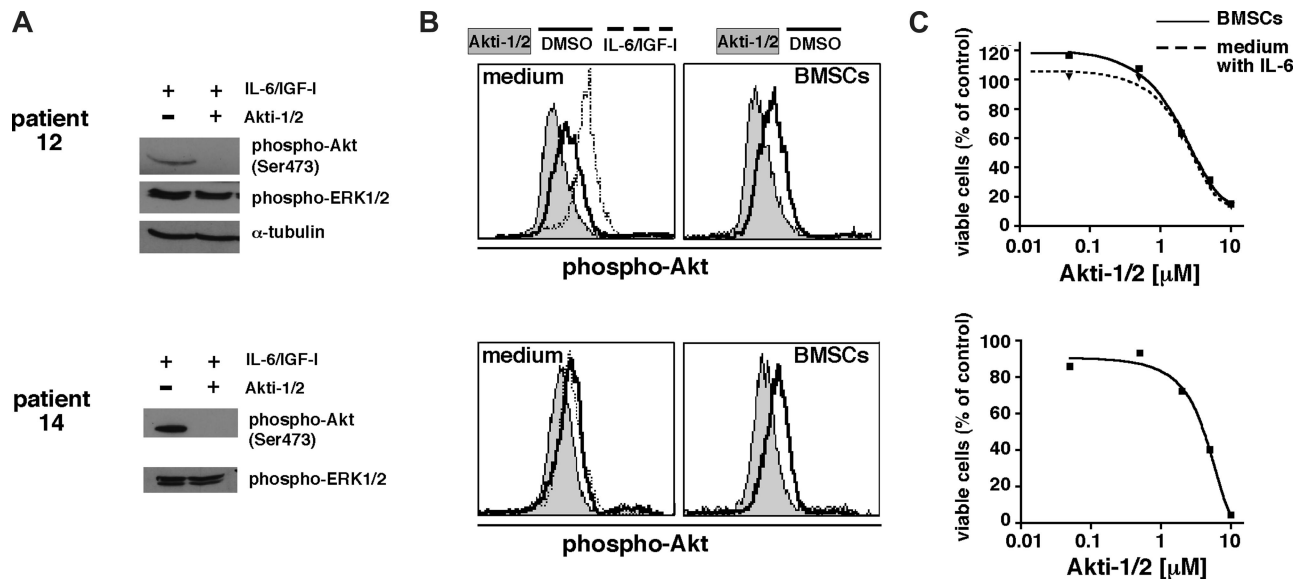 A
patient
12
+ + IL-6/IGF-I
- + Akti-1/2
phospho-Akt
(Ser473)
phospho-ERK1/2
α-tubulin
patient
14
+ + IL-6/IGF-I
- + Akti-1/2
phospho-Akt
(Ser473)
phospho-ERK1/2
B
Akti-1/2 DMSO IL-6/IGF-I
medium
Akti-1/2 DMSO
BMSCs
phospho-Akt
medium
BMSCs
phospho-Akt
C
BMSCs
medium
with IL-6
viable cells (% of control)
120
100
80
60
40
20
0
0.01 0.1 1 10
Akti-1/2 [μM]
viable cells (% of control)
100
80
60
40
20
0
0.01 0.1 1 10
Akti-1/2 [μM]